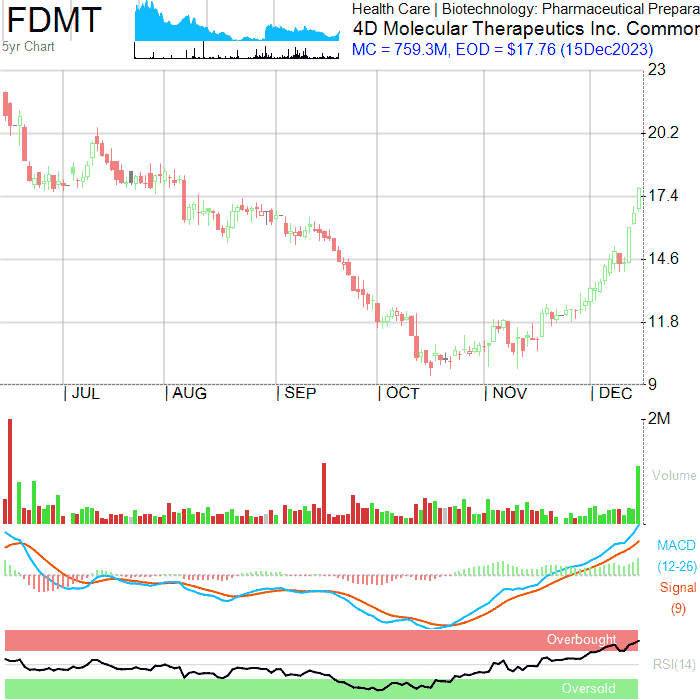 FDMT
5yr Chart
Health Care | Biotechnology: Pharmaceutical Prepara
4D Molecular Therapeutics Inc. Common
MC = 759.3M, EOD = $17.76 (15Dec2023)
23
20.2
17.4
14.6
11.8
9
| JUL | AUG | SEP | OCT | NOV | DEC
2M
Volume
MACD
(12-26)
Signal
(9)
Overbought
RSI(14)
Oversold